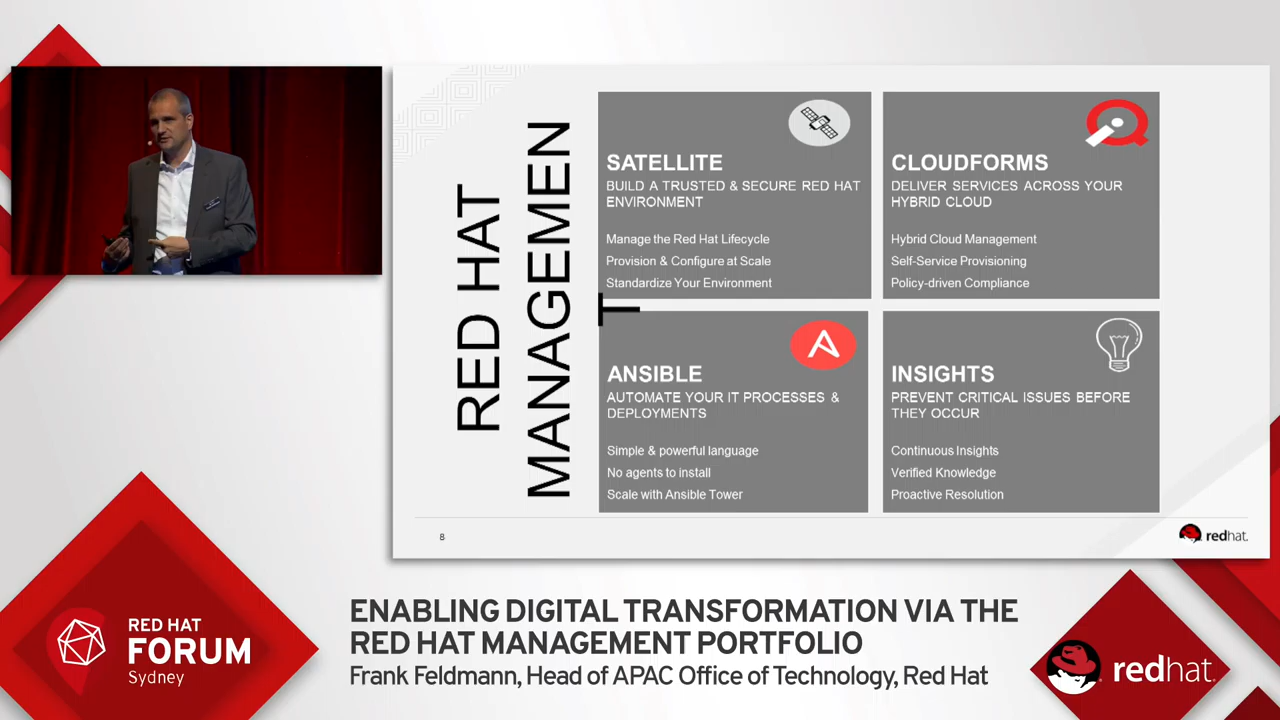 RED HAT
MANAGEMEN
T
SATELLITE
BUILD A TRUSTED & SECURE RED HAT
ENVIRONMENT
Manage the Red Hat Lifecycle
Provision & Configure at Scale
Standardize Your Environment
CLOUDFORMS
DELIVER SERVICES ACROSS YOUR
HYBRID CLOUD
Hybrid Cloud Management
Self-Service Provisioning
Policy-driven Compliance
ANSIBLE
AUTOMATE YOUR IT PROCESSES &
DEPLOYMENTS
Simple & powerful language
No agents to install
Scale with Ansible Tower
INSIGHTS
PREVENT CRITICAL ISSUES BEFORE
THEY OCCUR
Continuous Insights
Verified Knowledge
Proactive Resolution
8
redhat.
RED HAT
FORUM
Sydney
ENABLING DIGITAL TRANSFORMATION VIA THE
RED HAT MANAGEMENT PORTFOLIO
Frank Feldmann, Head of APAC Office of Technology, Red Hat
redhat.